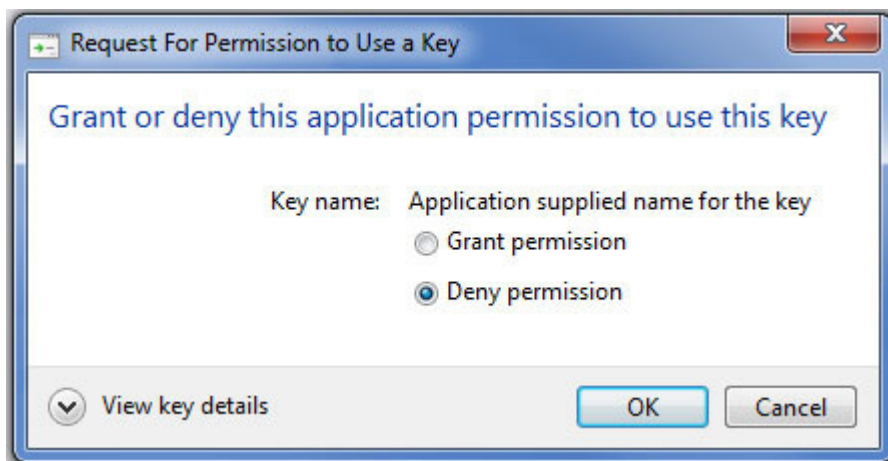 Request For Permission to Use a Key
Grant or deny this application permission to use this key
Key name: Application supplied name for the key
Grant permission
Deny permission
View key details OK Cancel